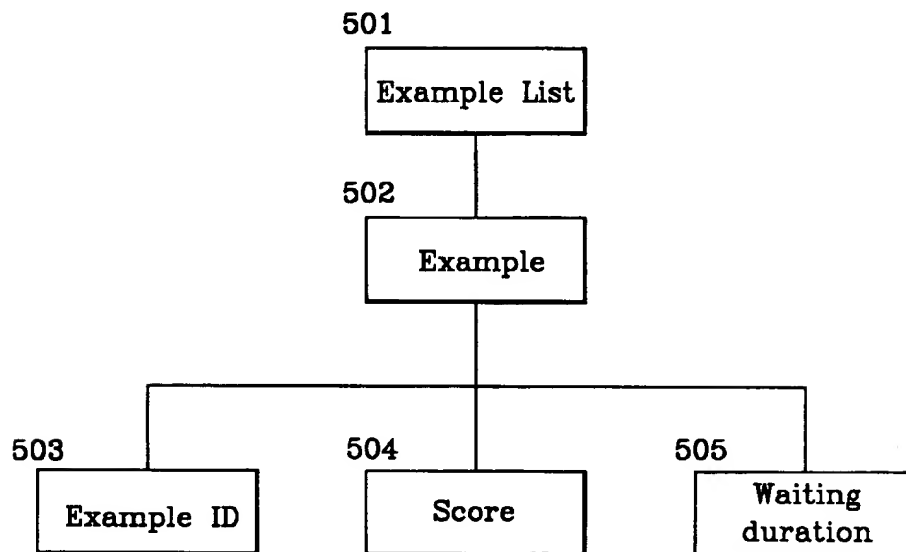 501
Example List
502
Example
503
Example ID
504
Score
505
Waiting
duration